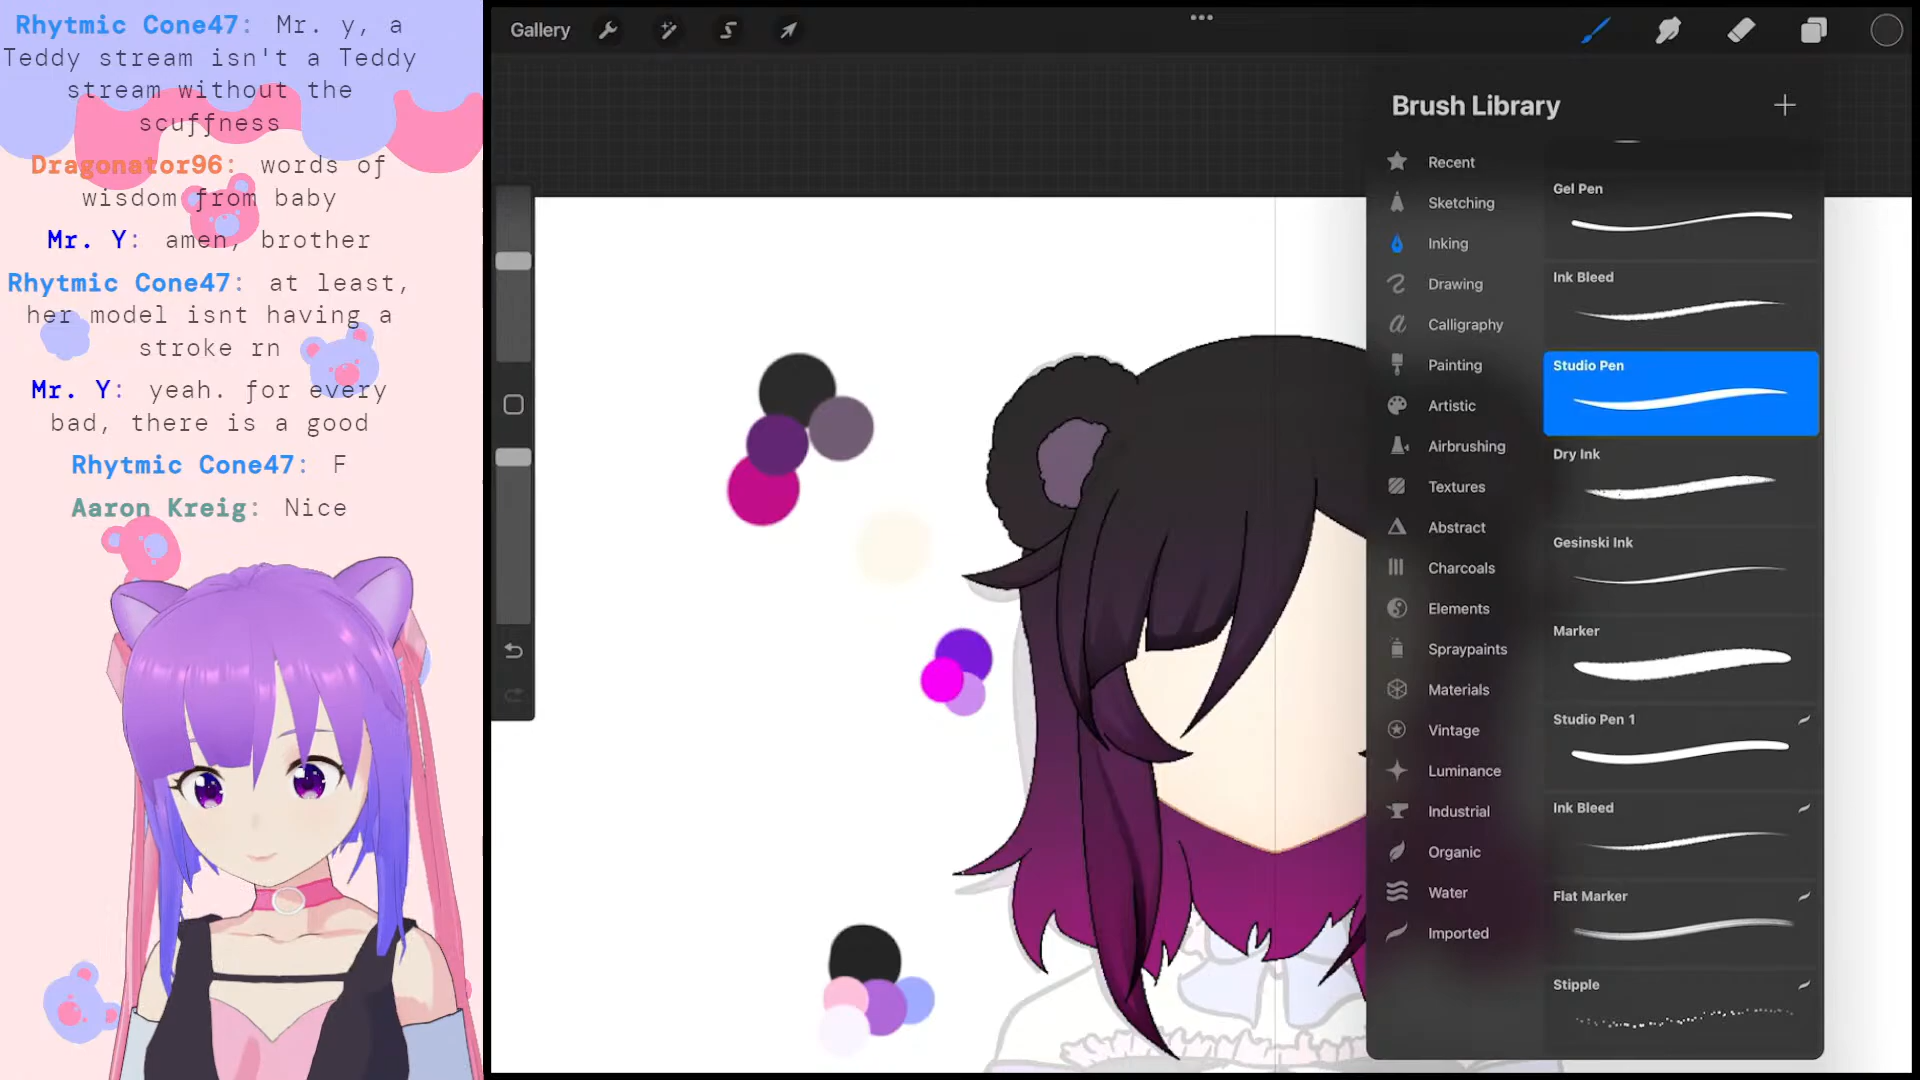 Rhytmic Cone47: Mr. y, a
Teddy stream isn't a Teddy
stream without the
scuffness
Dragonator96: words of
wisdom from baby
Mr. Y: amen, brother
Rhytmic Cone47: at least,
her model isnt having a
stroke rn
Mr. Y: yeah. for every
bad, there is a good
Rhytmic Cone47: F
Aaron Kreig: Nice
Gallery
Brush Library
Recent
Sketching
Inking
Drawing
Calligraphy
Painting
Artistic
Airbrushing
Textures
Abstract
Charcoals
Elements
Spraypaints
Materials
Vintage
Luminance
Industrial
Organic
Water
Imported
Gel Pen
Ink Bleed
Studio Pen
Dry Ink
Gesinski Ink
Marker
Studio Pen 1
Ink Bleed
Flat Marker
Stipple